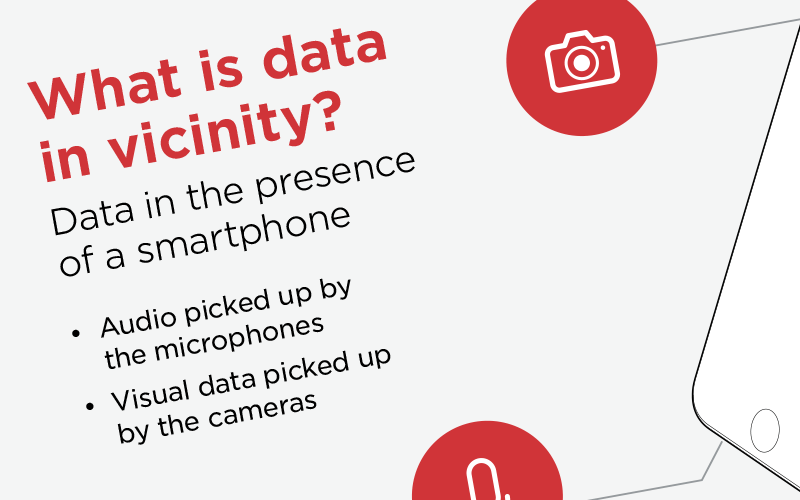 What is data
in vicinity?
Data in the presence
of a smartphone
• Audio picked up by
the microphones
• Visual data picked up
by the cameras